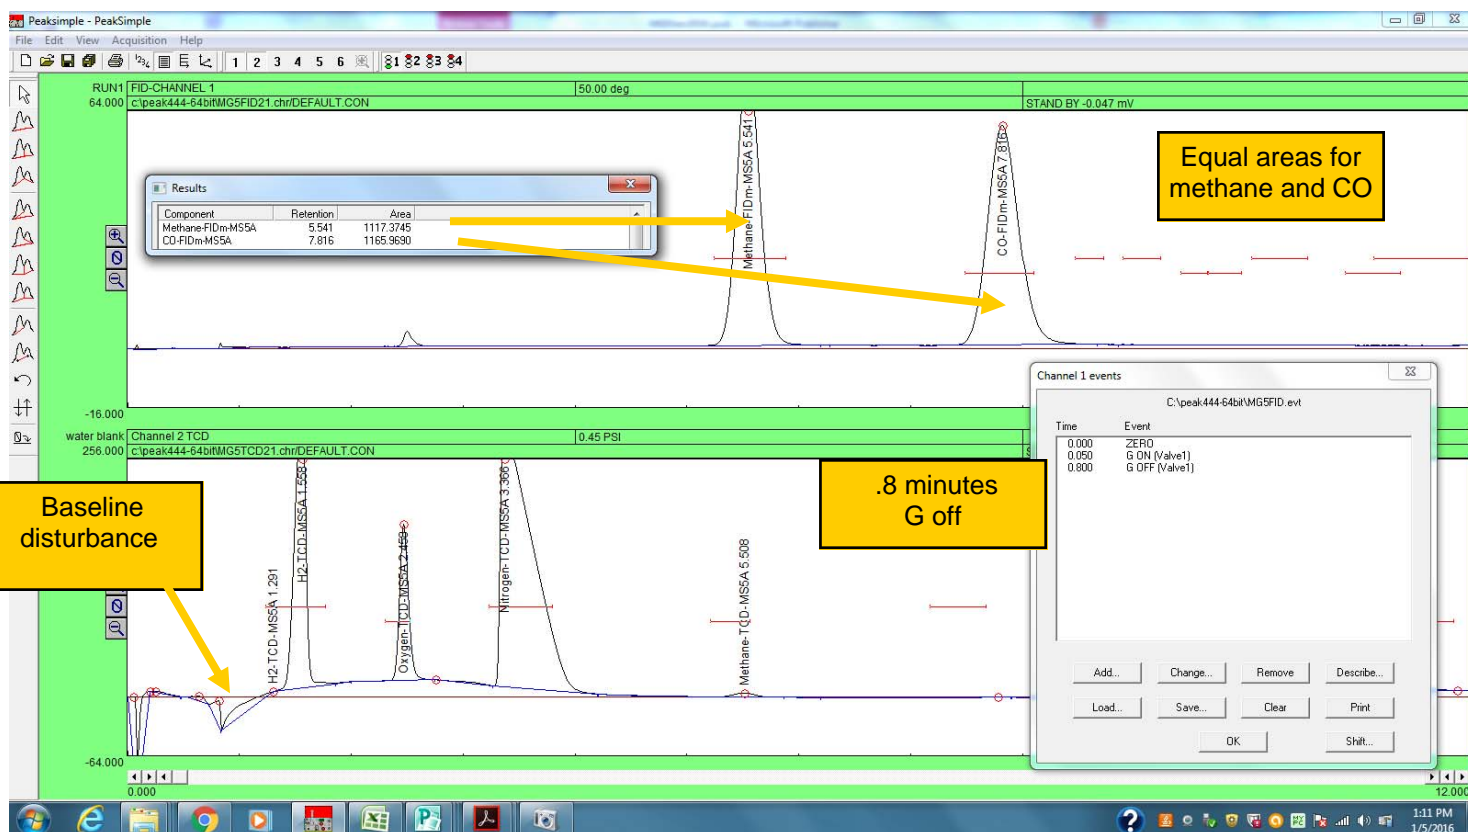 Peaksimple - PeakSimple
File Edit View Acquisition Help
1 2 3 4 5 6 1 2 3 4
RUN1 FID-CHANNEL 1 50.00 deg
64.000 c:\peak444-64bit\MG5FID21.chr/DEFAULT.CON STAND BY -0.047 mV
Equal areas for
methane and CO
Results
Component Retention Area
Methane-FIDm-MS5A 5.541 1117.3745
CO-FIDm-MS5A 7.816 1165.9690
Methane-FIDm-MS5A 5.541
CO-FIDm-MS5A 7.816
-16.000
water blank Channel 2 TCD 0.45 PSI
256.000 c:\peak444-64bit\MG5TCD21.chr/DEFAULT.CON
Baseline
disturbance
H2-TCD-MS5A 1.291
H2-TCD-MS5A 1.558
Oxygen-TCD-MS5A 2.459
Nitrogen-TCD-MS5A 3.366
Methane-TCD-MS5A 5.508
.8 minutes
G off
Channel 1 events
C:\peak444-64bit\MG5FID.evt
Time Event
0.000 ZERO
0.050 G ON (Valve1)
0.800 G OFF (Valve1)
Add... Change... Remove Describe...
Load... Save... Clear Print
OK Shift...
-64.000
0.000 12.000
1:11 PM
1/5/2016